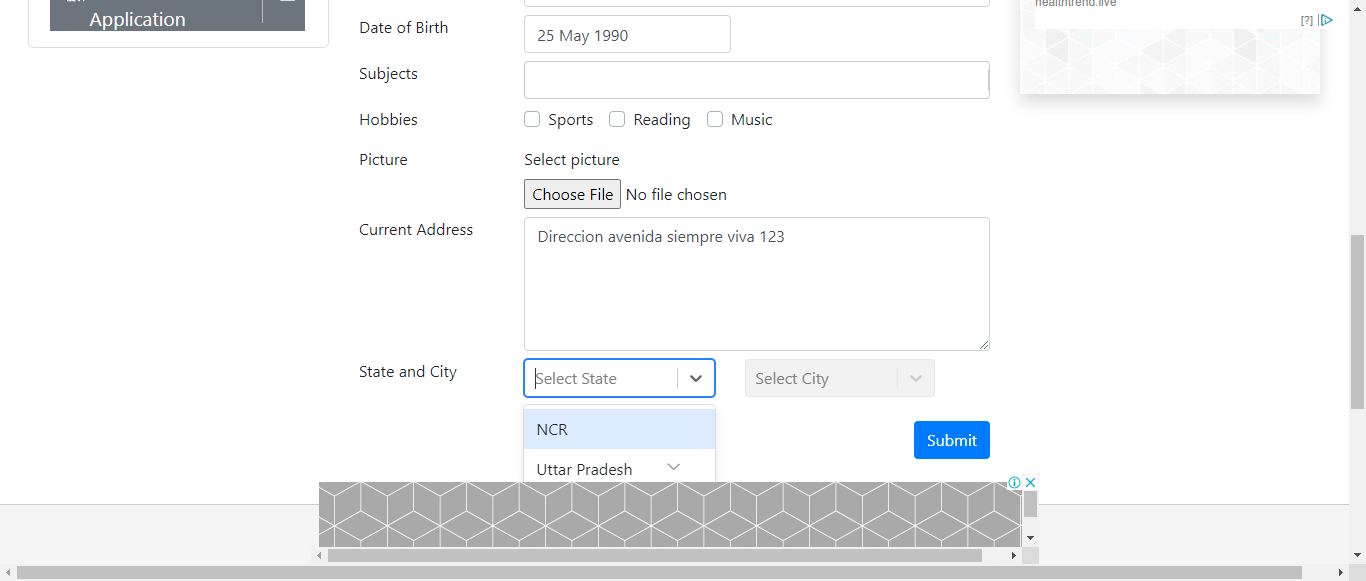 healthtrend.live
[?]
Application
Date of Birth
25 May 1990
Subjects
Hobbies
Sports
Reading
Music
Picture
Select picture
Choose File No file chosen
Current Address
Direccion avenida siempre viva 123
State and City
Select State
Select City
NCR
Submit
Uttar Pradesh